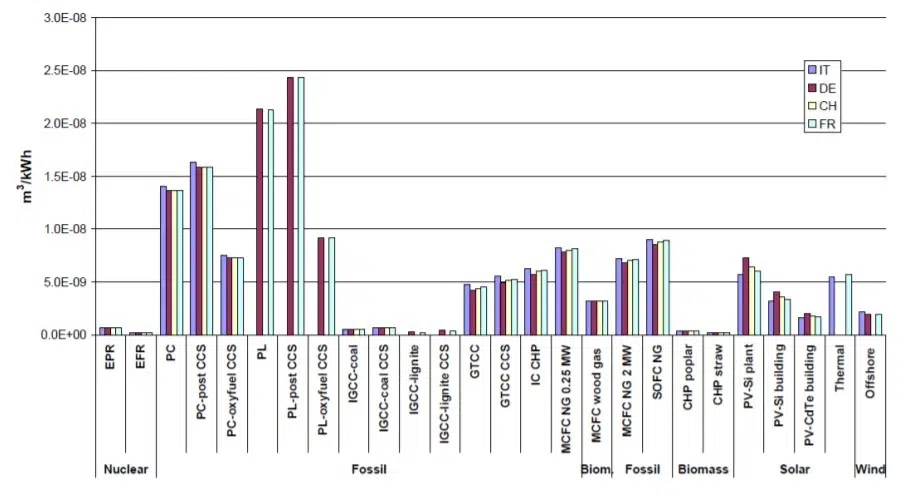 3.0E-08
2.5E-08
2.0E-08
1.5E-08
1.0E-08
5.0E-09
0.0E+00
m³/kWh
IT
DE
CH
FR
EPR
EFR
PC
PC-post CCS
PC-oxyfuel CCS
PL
PL-post CCS
PL-oxyfuel CCS
IGCC-coal
IGCC-coal CCS
IGCC-lignite
IGCC-lignite CCS
GTCC
GTCC CCS
IC CHP
MCFC NG 0.25 MW
MCFC wood gas
MCFC NG 2 MW
SOFC NG
CHP poplar
CHP straw
PV-Si plant
PV-Si building
PV-CdTe building
Thermal
Offshore
Nuclear
Fossil
Biom.
Fossil
Biomass
Solar
Wind